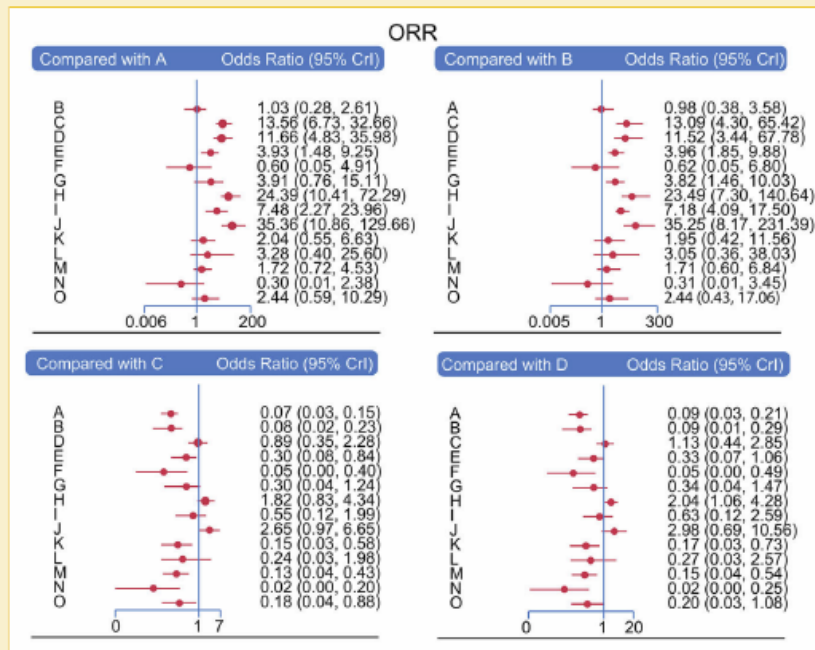 ORR
Compared with A Odds Ratio (95% CrI)
B 1.03 (0.28, 2.61)
C 13.56 (6.73, 32.66)
D 11.66 (4.83, 35.98)
E 3.93 (1.48, 9.25)
F 0.60 (0.05, 4.91)
G 3.91 (0.76, 15.11)
H 24.39 (10.41, 72.29)
I 7.48 (2.27, 23.96)
J 35.36 (10.86, 129.66)
K 2.04 (0.55, 6.63)
L 3.28 (0.40, 25.60)
M 1.72 (0.72, 4.53)
N 0.30 (0.01, 2.38)
O 2.44 (0.59, 10.29)
0.006 1 200
Compared with B Odds Ratio (95% CrI)
A 0.98 (0.38, 3.58)
C 13.09 (4.30, 65.42)
D 11.52 (3.44, 67.78)
E 3.96 (1.85, 9.88)
F 0.62 (0.05, 6.80)
G 3.82 (1.46, 10.03)
H 23.49 (7.30, 140.64)
I 7.18 (4.09, 17.50)
J 35.25 (8.17, 231.39)
K 1.95 (0.42, 11.56)
L 3.05 (0.36, 38.03)
M 1.71 (0.60, 6.84)
N 0.31 (0.01, 3.45)
O 2.44 (0.43, 17.06)
0.005 1 300
Compared with C Odds Ratio (95% CrI)
A 0.07 (0.03, 0.15)
B 0.08 (0.02, 0.23)
D 0.89 (0.35, 2.28)
E 0.30 (0.08, 0.84)
F 0.05 (0.00, 0.40)
G 0.30 (0.04, 1.24)
H 1.82 (0.83, 4.34)
I 0.55 (0.12, 1.99)
J 2.65 (0.97, 6.65)
K 0.15 (0.03, 0.58)
L 0.24 (0.03, 1.98)
M 0.13 (0.04, 0.43)
N 0.02 (0.00, 0.20)
O 0.18 (0.04, 0.88)
0 1 7
Compared with D Odds Ratio (95% CrI)
A 0.09 (0.03, 0.21)
B 0.09 (0.01, 0.29)
C 1.13 (0.44, 2.85)
E 0.33 (0.07, 1.06)
F 0.05 (0.00, 0.49)
G 0.34 (0.04, 1.47)
H 2.04 (1.06, 4.28)
I 0.63 (0.12, 2.59)
J 2.98 (0.69, 10.56)
K 0.17 (0.03, 0.73)
L 0.27 (0.03, 2.57)
M 0.15 (0.04, 0.54)
N 0.02 (0.00, 0.25)
O 0.20 (0.03, 1.08)
0 1 20